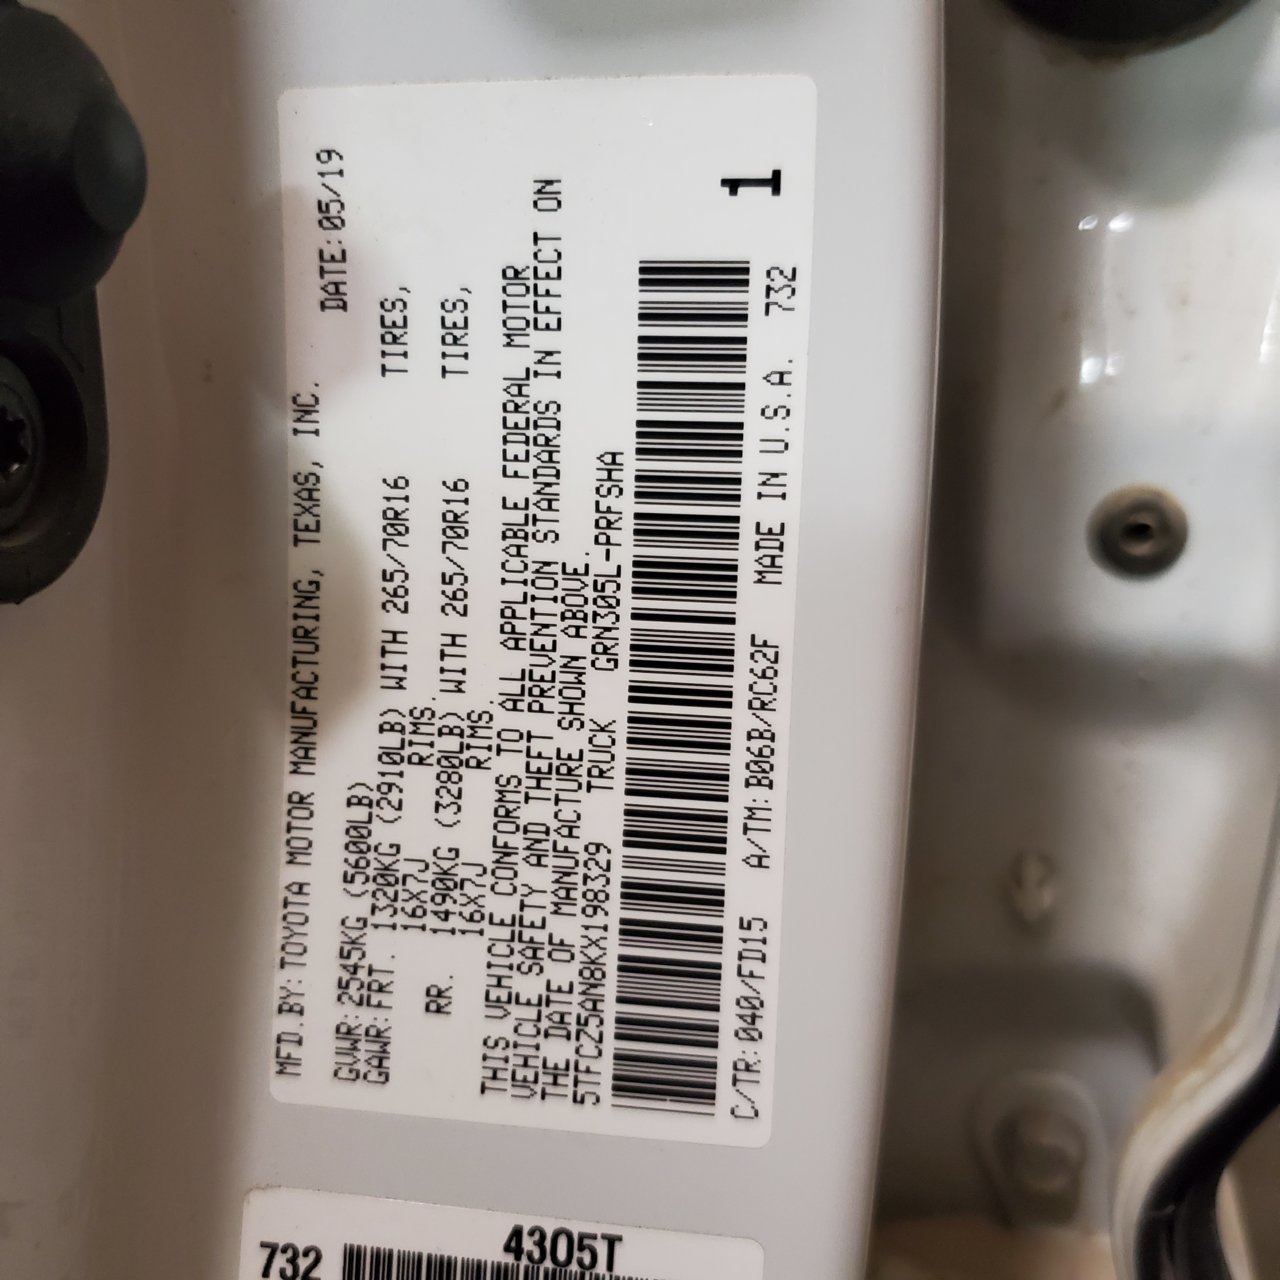 MFD.BY:TOYOTA MOTOR MANUFACTURING, TEXAS, INC.
DATE:05/19
GVWR:2545KG (5600LB)
GAWR:FRT. 1320KG (2910LB) WITH 265/70R16 TIRES,
16X7J RIMS.
RR. 1490KG (3280LB) WITH 265/70R16 TIRES,
16X7J RIMS.
THIS VEHICLE CONFORMS TO ALL APPLICABLE FEDERAL MOTOR
VEHICLE SAFETY AND THEFT PREVENTION STANDARDS IN EFFECT ON
THE DATE OF MANUFACTURE SHOWN ABOVE.
5TFCZ5AN8KX198329 TRUCK GRN305L-PRFSHA
1
C/TR:040/FD15 A/TM:B06B/RC62F MADE IN U.S.A. 732
732
4305T